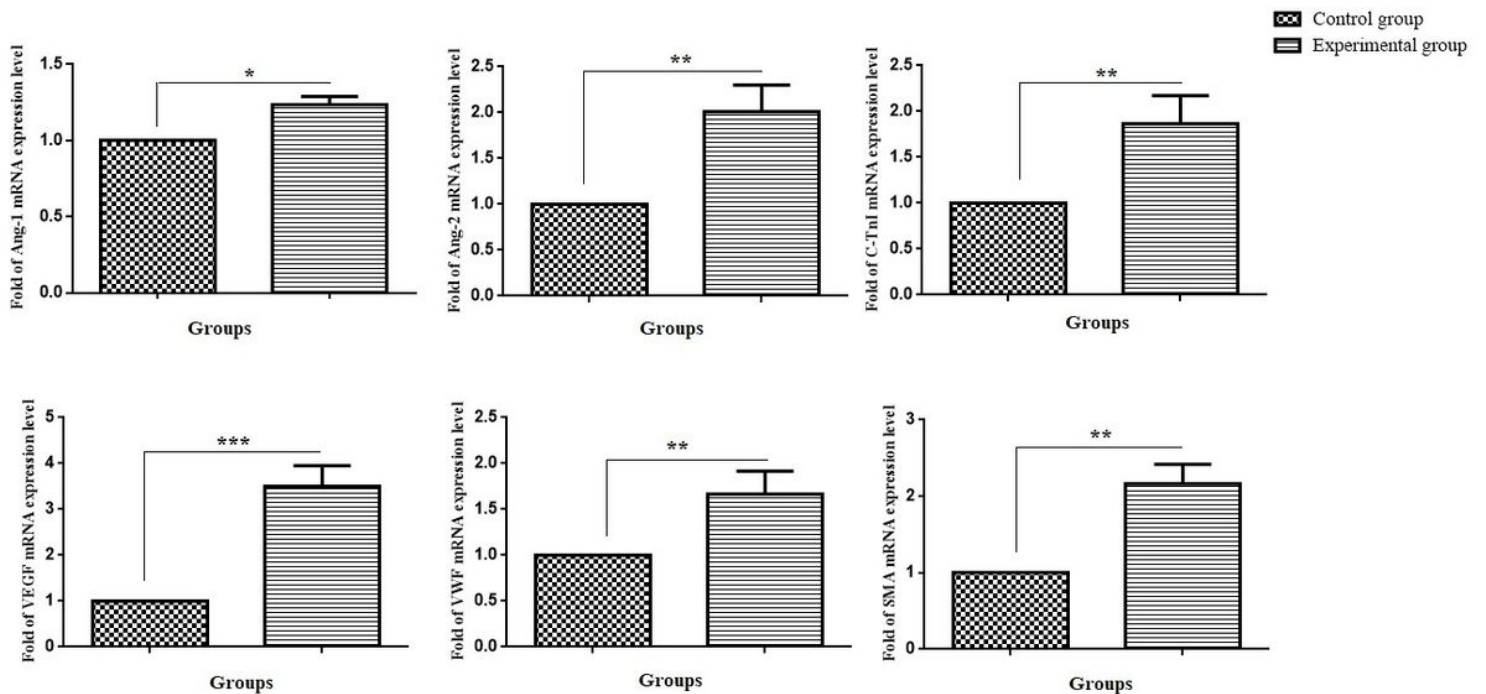 Control group
Experimental group
Fold of Ang-1 mRNA expression level
1.5
1.0
0.5
0.0
*
Groups
Fold of Ang-2 mRNA expression level
2.5
2.0
1.5
1.0
0.5
0.0
**
Groups
Fold of C-TnI mRNA expression level
2.5
2.0
1.5
1.0
0.5
0.0
**
Groups
Fold of VEGF mRNA expression level
5
4
3
2
1
0
***
Groups
Fold of VWF mRNA expression level
2.5
2.0
1.5
1.0
0.5
0.0
**
Groups
Fold of SMA mRNA expression level
3
2
1
0
**
Groups